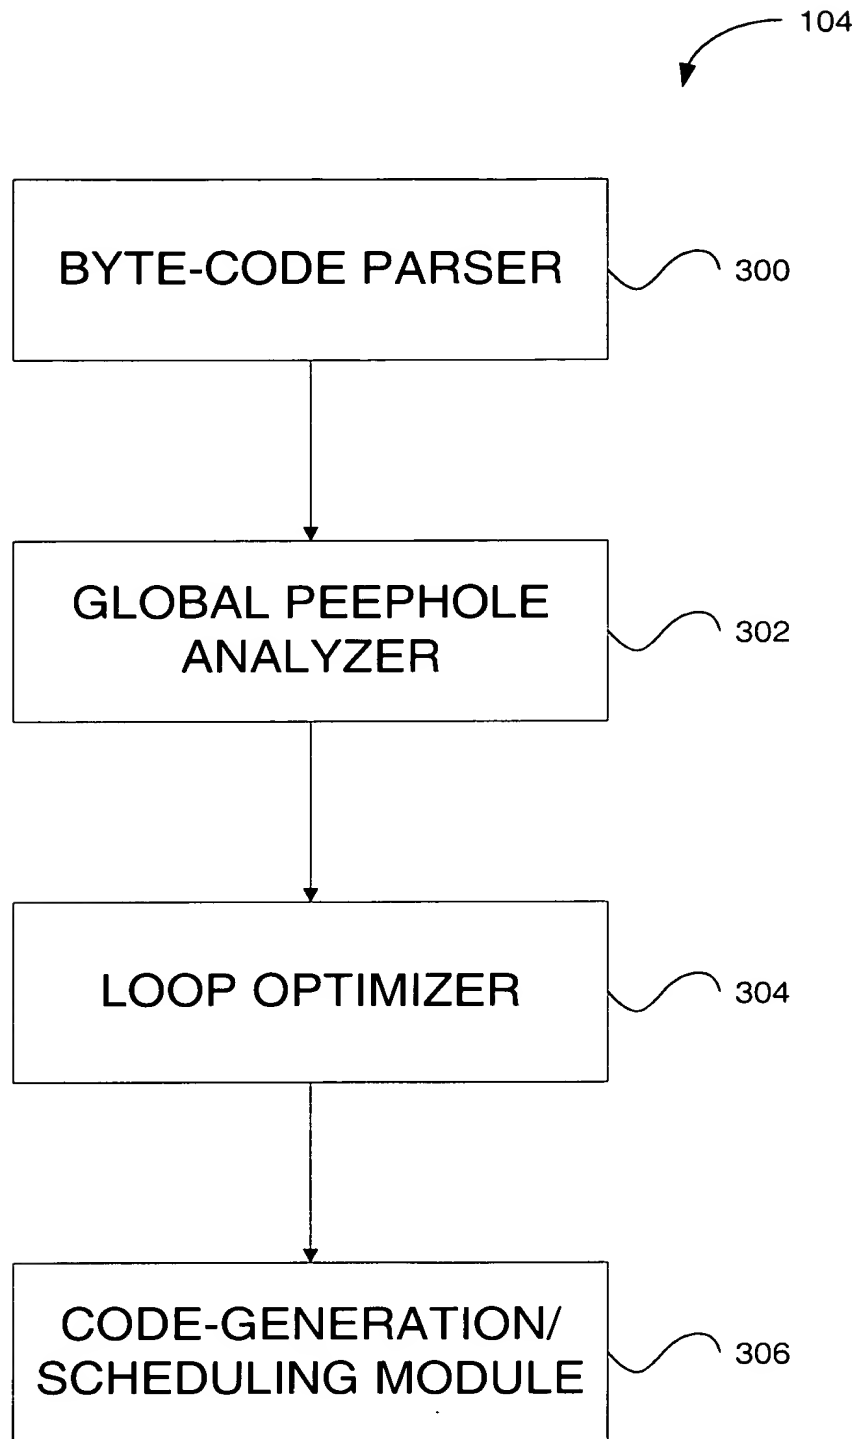 104
BYTE-CODE PARSER
300
GLOBAL PEEPHOLE
ANALYZER
302
LOOP OPTIMIZER
304
CODE-GENERATION/
SCHEDULING MODULE
306